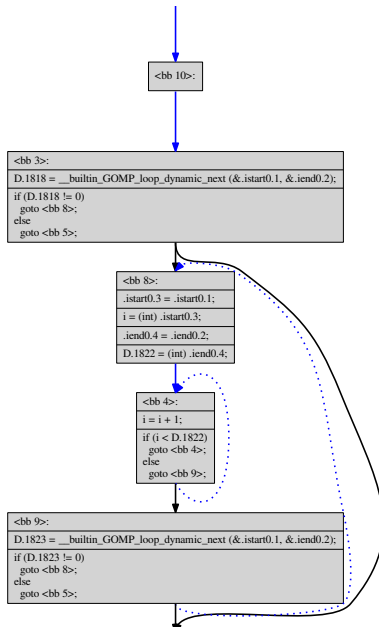 <bb 10>:
<bb 3>:
D.1818 = __builtin_GOMP_loop_dynamic_next (&.istart0.1, &.iend0.2);
if (D.1818 != 0)
goto <bb 8>;
else
goto <bb 5>;
<bb 8>:
.istart0.3 = .istart0.1;
i = (int) .istart0.3;
.iend0.4 = .iend0.2;
D.1822 = (int) .iend0.4;
<bb 4>:
i = i + 1;
if (i < D.1822)
goto <bb 4>;
else
goto <bb 9>;
<bb 9>:
D.1823 = __builtin_GOMP_loop_dynamic_next (&.istart0.1, &.iend0.2);
if (D.1823 != 0)
goto <bb 8>;
else
goto <bb 5>;